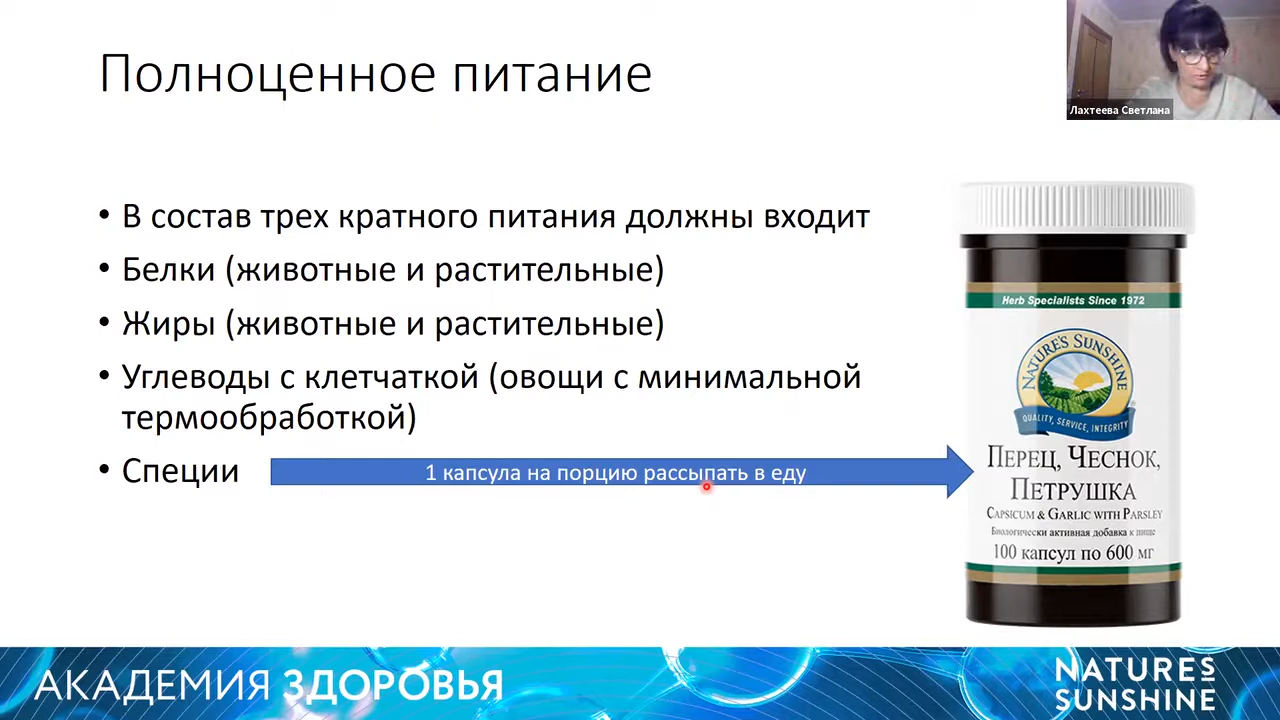 Полноценное питание
Лахтеева Светлана
• В состав трех кратного питания должны входит
• Белки (животные и растительные)
• Жиры (животные и растительные)
• Углеводы с клетчаткой (овощи с минимальной
термообработкой)
• Специи
1 капсула на порцию рассыпать в еду
Herb Specialists Since 1972
NATURE'S SUNSHINE
QUALITY, SERVICE, INTEGRITY
ПЕРЕЦ, ЧЕСНОК,
ПЕТРУШКА
CAPSICUM & GARLIC WITH PARSLEY
Биологически активная добавка к пище
100 капсул по 600 мг
АКАДЕМИЯ ЗДОРОВЬЯ
NATURES
SUNSHINE